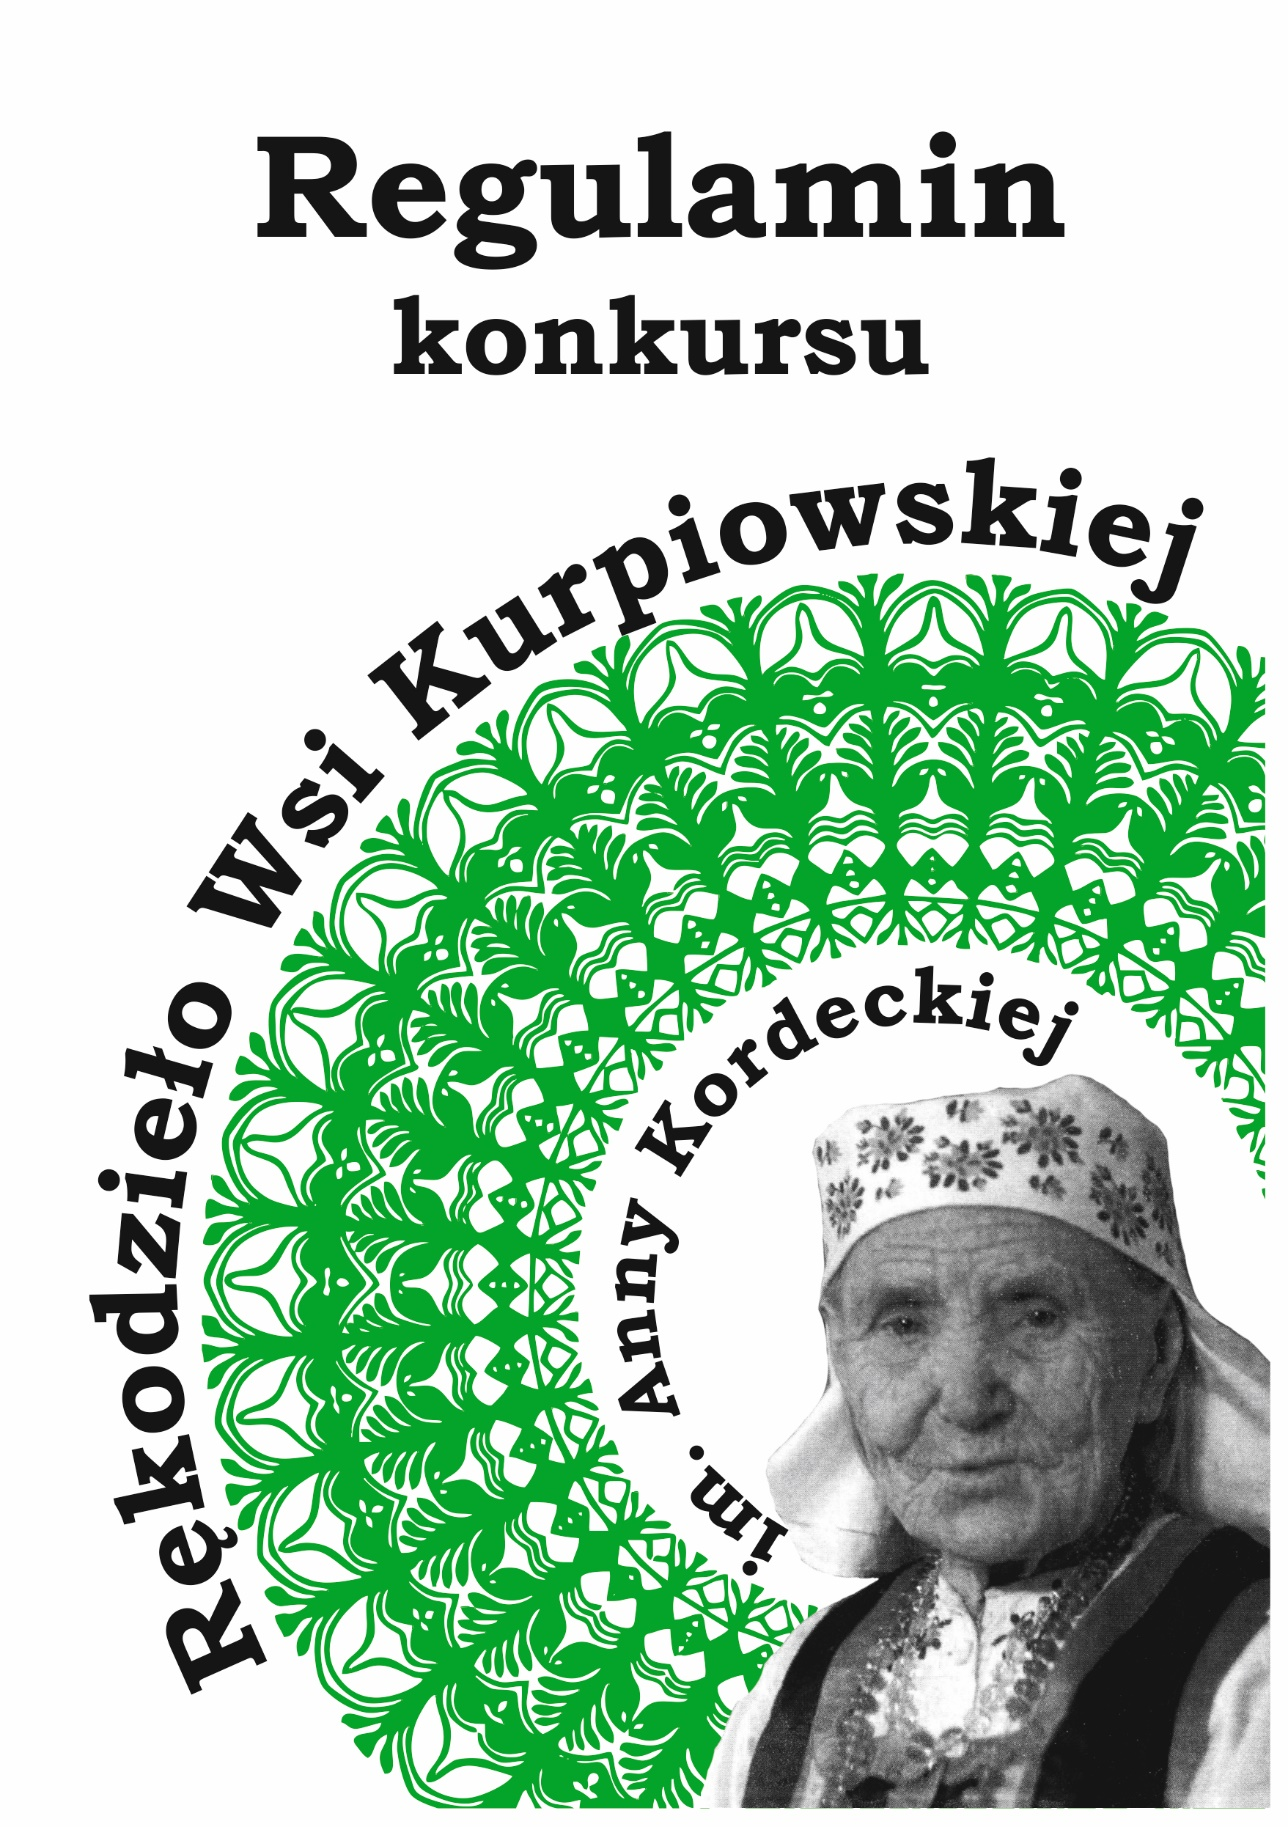 Regulamin
konkursu
Rękodzieło Wsi Kurpiowskiej
im. Anny Kordeckiej